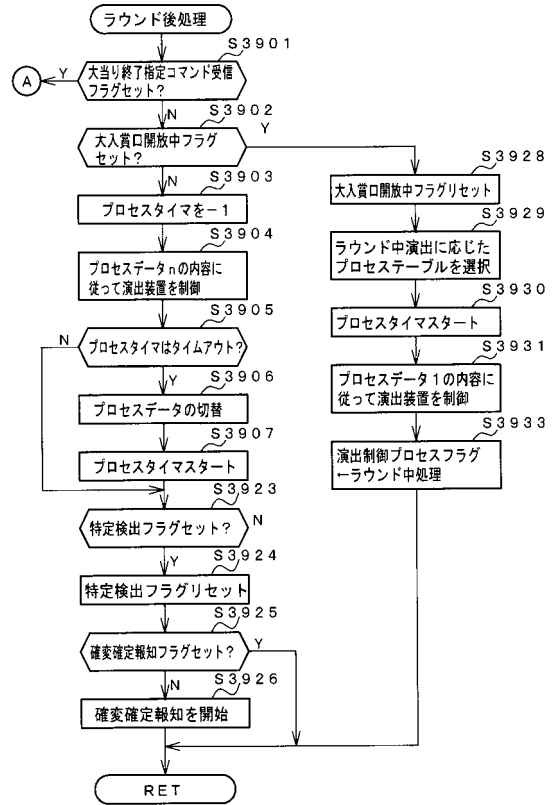 ラウンド後処理
S3901
大当り終了指定コマンド受信
フラグセット?
Y
A
N
S3902
大入賞口開放中フラグ
セット?
Y
N
S3903
プロセスタイマを－1
S3904
プロセスデータnの内容に
従って演出装置を制御
S3905
N
プロセスタイマはタイムアウト?
Y
S3906
プロセスデータの切替
S3907
プロセスタイマスタート
S3923
特定検出フラグセット?
N
Y
S3924
特定検出フラグリセット
S3925
確変確定報知フラグセット?
Y
N
S3926
確変確定報知を開始
RET
S3928
大入賞口開放中フラグリセット
S3929
ラウンド中演出に応じた
プロセステーブルを選択
S3930
プロセスタイマスタート
S3931
プロセスデータ1の内容に
従って演出装置を制御
S3933
演出制御プロセスフラグ
←ラウンド中処理